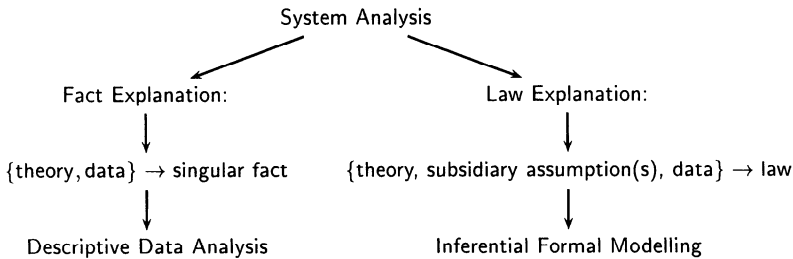 System Analysis
Fact Explanation:
Law Explanation:
{theory, data} → singular fact
{theory, subsidiary assumption(s), data} → law
Descriptive Data Analysis
Inferential Formal Modelling